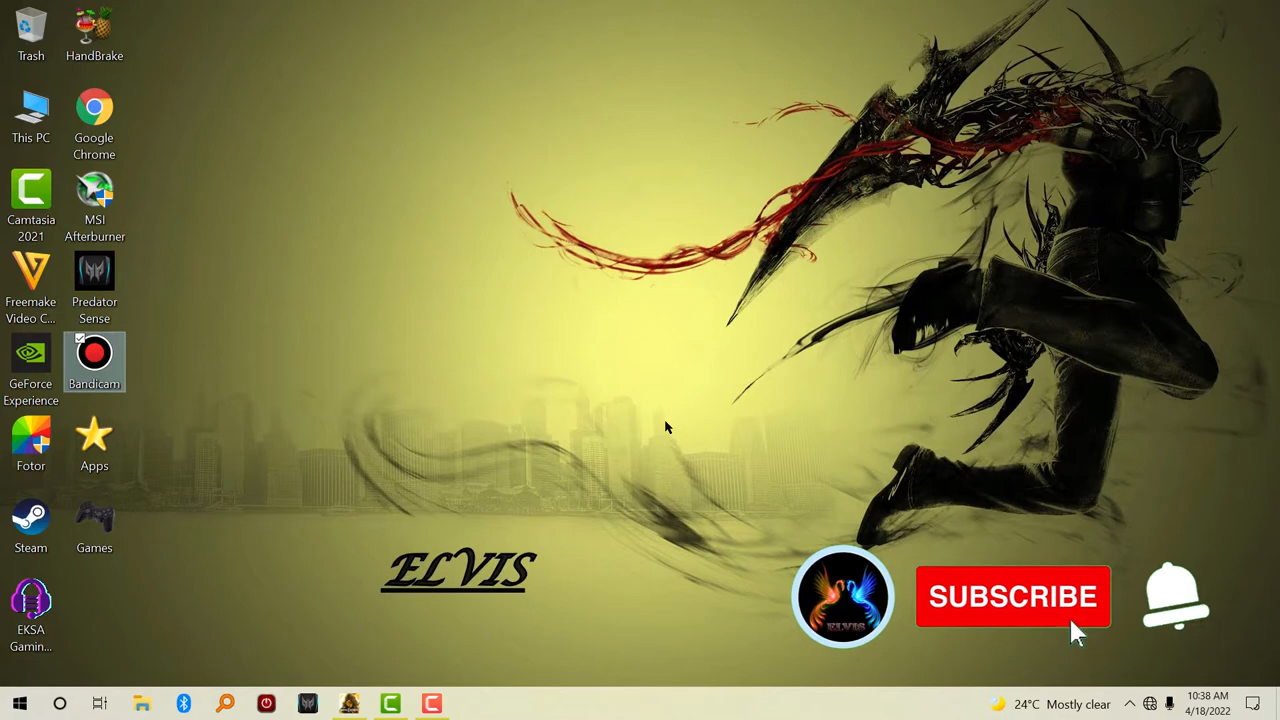 Trash
HandBrake
This PC
Google
Chrome
Camtasia
2021
MSI
Afterburner
Freemake
Video C...
Predator
Sense
GeForce
Experience
Bandicam
Fotor
Apps
Steam
Games
EKSA
Gamin...
ELVIS
ELVIS
SUBSCRIBE
24°C Mostly clear
10:38 AM
4/18/2022